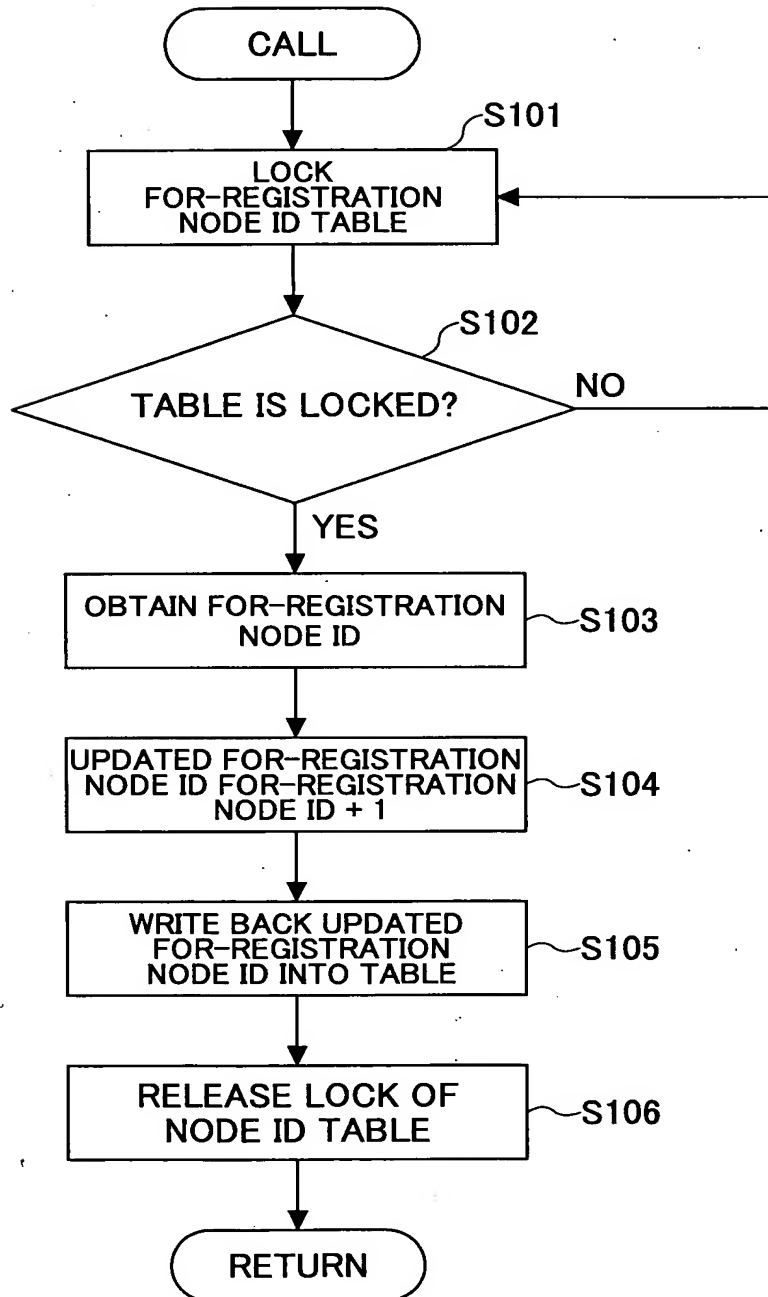 CALL
S101
LOCK
FOR-REGISTRATION
NODE ID TABLE
S102
TABLE IS LOCKED?
NO
YES
OBTAIN FOR-REGISTRATION
NODE ID
S103
UPDATED FOR-REGISTRATION
NODE ID FOR-REGISTRATION
NODE ID + 1
S104
WRITE BACK UPDATED
FOR-REGISTRATION
NODE ID INTO TABLE
S105
RELEASE LOCK OF
NODE ID TABLE
S106
RETURN